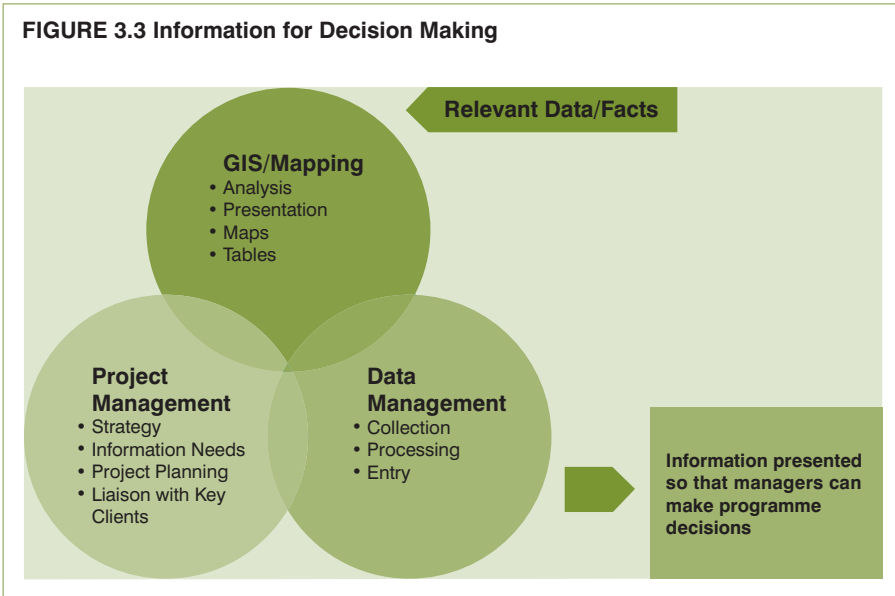 FIGURE 3.3 Information for Decision Making
Relevant Data/Facts
GIS/Mapping
• Analysis
• Presentation
• Maps
• Tables
Project
Management
• Strategy
• Information Needs
• Project Planning
• Liaison with Key
Clients
Data
Management
• Collection
• Processing
• Entry
Information presented
so that managers can
make programme
decisions